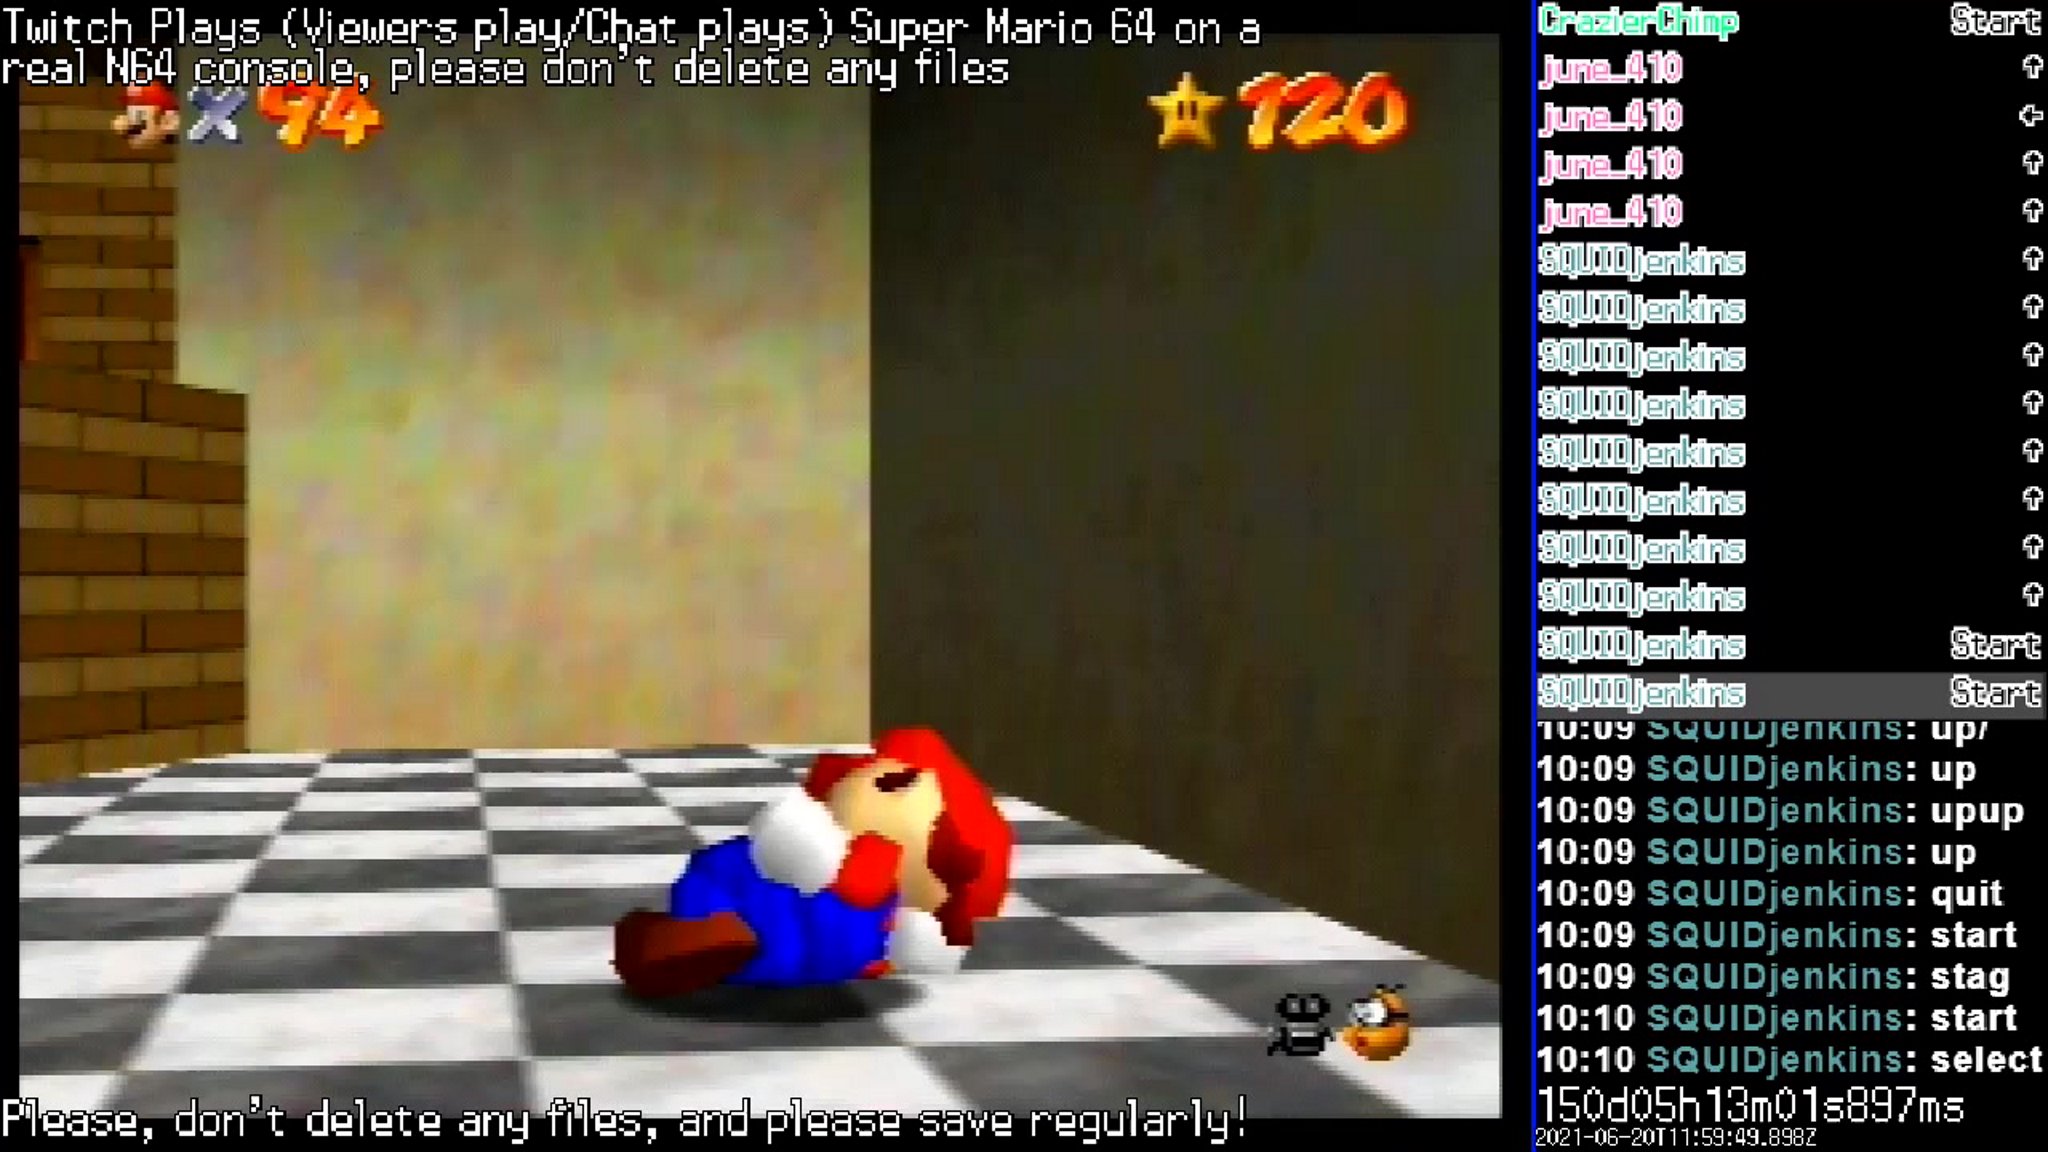 Twitch Plays (Viewers play/Chat plays) Super Mario 64 on a
real N64 console, please don't delete any files
x 94
120
CrazierChimp Start
june_410 ↑
june_410 ←
june_410 ↑
june_410 ↑
SQUIDjenkins ↑
SQUIDjenkins ↑
SQUIDjenkins ↑
SQUIDjenkins ↑
SQUIDjenkins ↑
SQUIDjenkins ↑
SQUIDjenkins ↑
SQUIDjenkins ↑
SQUIDjenkins Start
SQUIDjenkins Start
10:09 SQUIDjenkins: up/
10:09 SQUIDjenkins: up
10:09 SQUIDjenkins: upup
10:09 SQUIDjenkins: up
10:09 SQUIDjenkins: quit
10:09 SQUIDjenkins: start
10:09 SQUIDjenkins: stag
10:10 SQUIDjenkins: start
10:10 SQUIDjenkins: select
150d05h13m01s897ms
2021-06-20T11:59:49.898Z
Please, don't delete any files, and please save regularly!